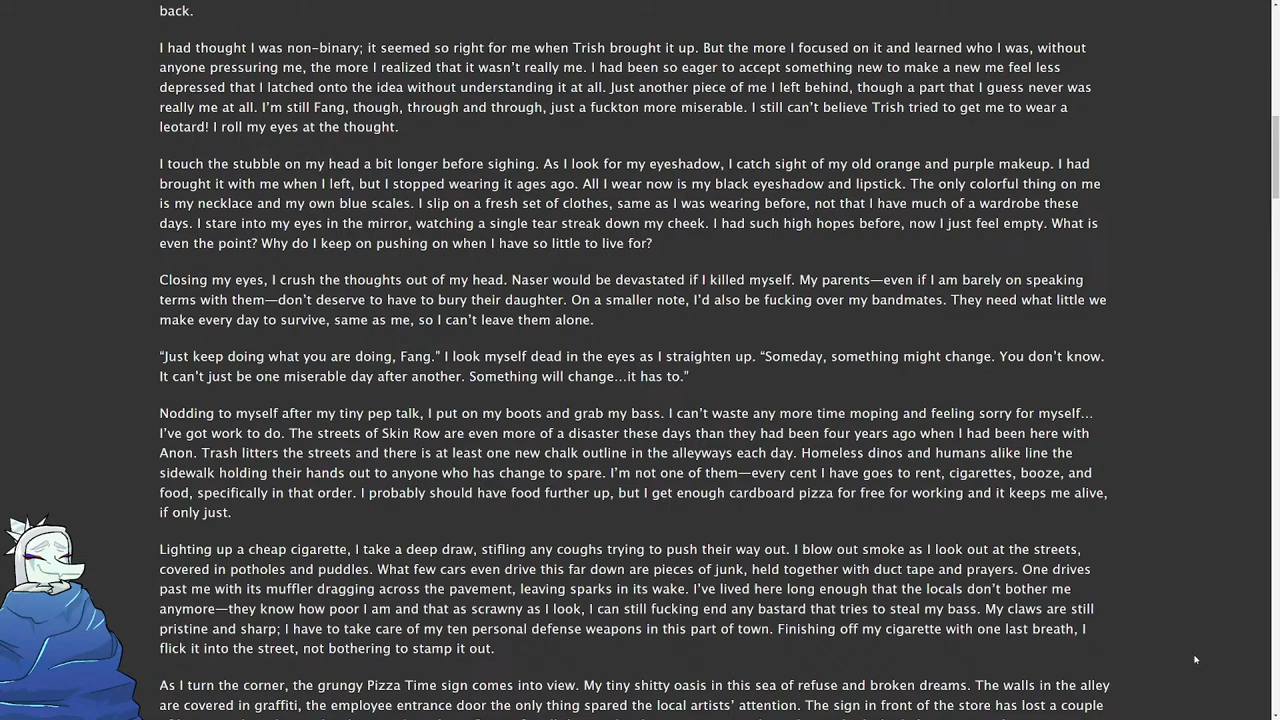 back.
I had thought I was non-binary; it seemed so right for me when Trish brought it up. But the more I focused on it and learned who I was, without
anyone pressuring me, the more I realized that it wasn’t really me. I had been so eager to accept something new to make a new me feel less
depressed that I latched onto the idea without understanding it at all. Just another piece of me I left behind, though a part that I guess never was
really me at all. I’m still Fang, though, through and through, just a fuckton more miserable. I still can’t believe Trish tried to get me to wear a
leotard! I roll my eyes at the thought.
I touch the stubble on my head a bit longer before sighing. As I look for my eyeshadow, I catch sight of my old orange and purple makeup. I had
brought it with me when I left, but I stopped wearing it ages ago. All I wear now is my black eyeshadow and lipstick. The only colorful thing on me
is my necklace and my own blue scales. I slip on a fresh set of clothes, same as I was wearing before, not that I have much of a wardrobe these
days. I stare into my eyes in the mirror, watching a single tear streak down my cheek. I had such high hopes before, now I just feel empty. What is
even the point? Why do I keep on pushing on when I have so little to live for?
Closing my eyes, I crush the thoughts out of my head. Naser would be devastated if I killed myself. My parents—even if I am barely on speaking
terms with them—don’t deserve to have to bury their daughter. On a smaller note, I’d also be fucking over my bandmates. They need what little we
make every day to survive, same as me, so I can’t leave them alone.
“Just keep doing what you are doing, Fang.” I look myself dead in the eyes as I straighten up. “Someday, something might change. You don’t know.
It can’t just be one miserable day after another. Something will change…it has to.”
Nodding to myself after my tiny pep talk, I put on my boots and grab my bass. I can’t waste any more time moping and feeling sorry for myself…
I’ve got work to do. The streets of Skin Row are even more of a disaster these days than they had been four years ago when I had been here with
Anon. Trash litters the streets and there is at least one new chalk outline in the alleyways each day. Homeless dinos and humans alike line the
sidewalk holding their hands out to anyone who has change to spare. I’m not one of them—every cent I have goes to rent, cigarettes, booze, and
food, specifically in that order. I probably should have food further up, but I get enough cardboard pizza for free for working and it keeps me alive,
if only just.
Lighting up a cheap cigarette, I take a deep draw, stifling any coughs trying to push their way out. I blow out smoke as I look out at the streets,
covered in potholes and puddles. What few cars even drive this far down are pieces of junk, held together with duct tape and prayers. One drives
past me with its muffler dragging across the pavement, leaving sparks in its wake. I’ve lived here long enough that the locals don’t bother me
anymore—they know how poor I am and that as scrawny as I look, I can still fucking end any bastard that tries to steal my bass. My claws are still
pristine and sharp; I have to take care of my ten personal defense weapons in this part of town. Finishing off my cigarette with one last breath, I
flick it into the street, not bothering to stamp it out.
As I turn the corner, the grungy Pizza Time sign comes into view. My tiny shitty oasis in this sea of refuse and broken dreams. The walls in the alley
are covered in graffiti, the employee entrance door the only thing spared the local artists’ attention. The sign in front of the store has lost a couple